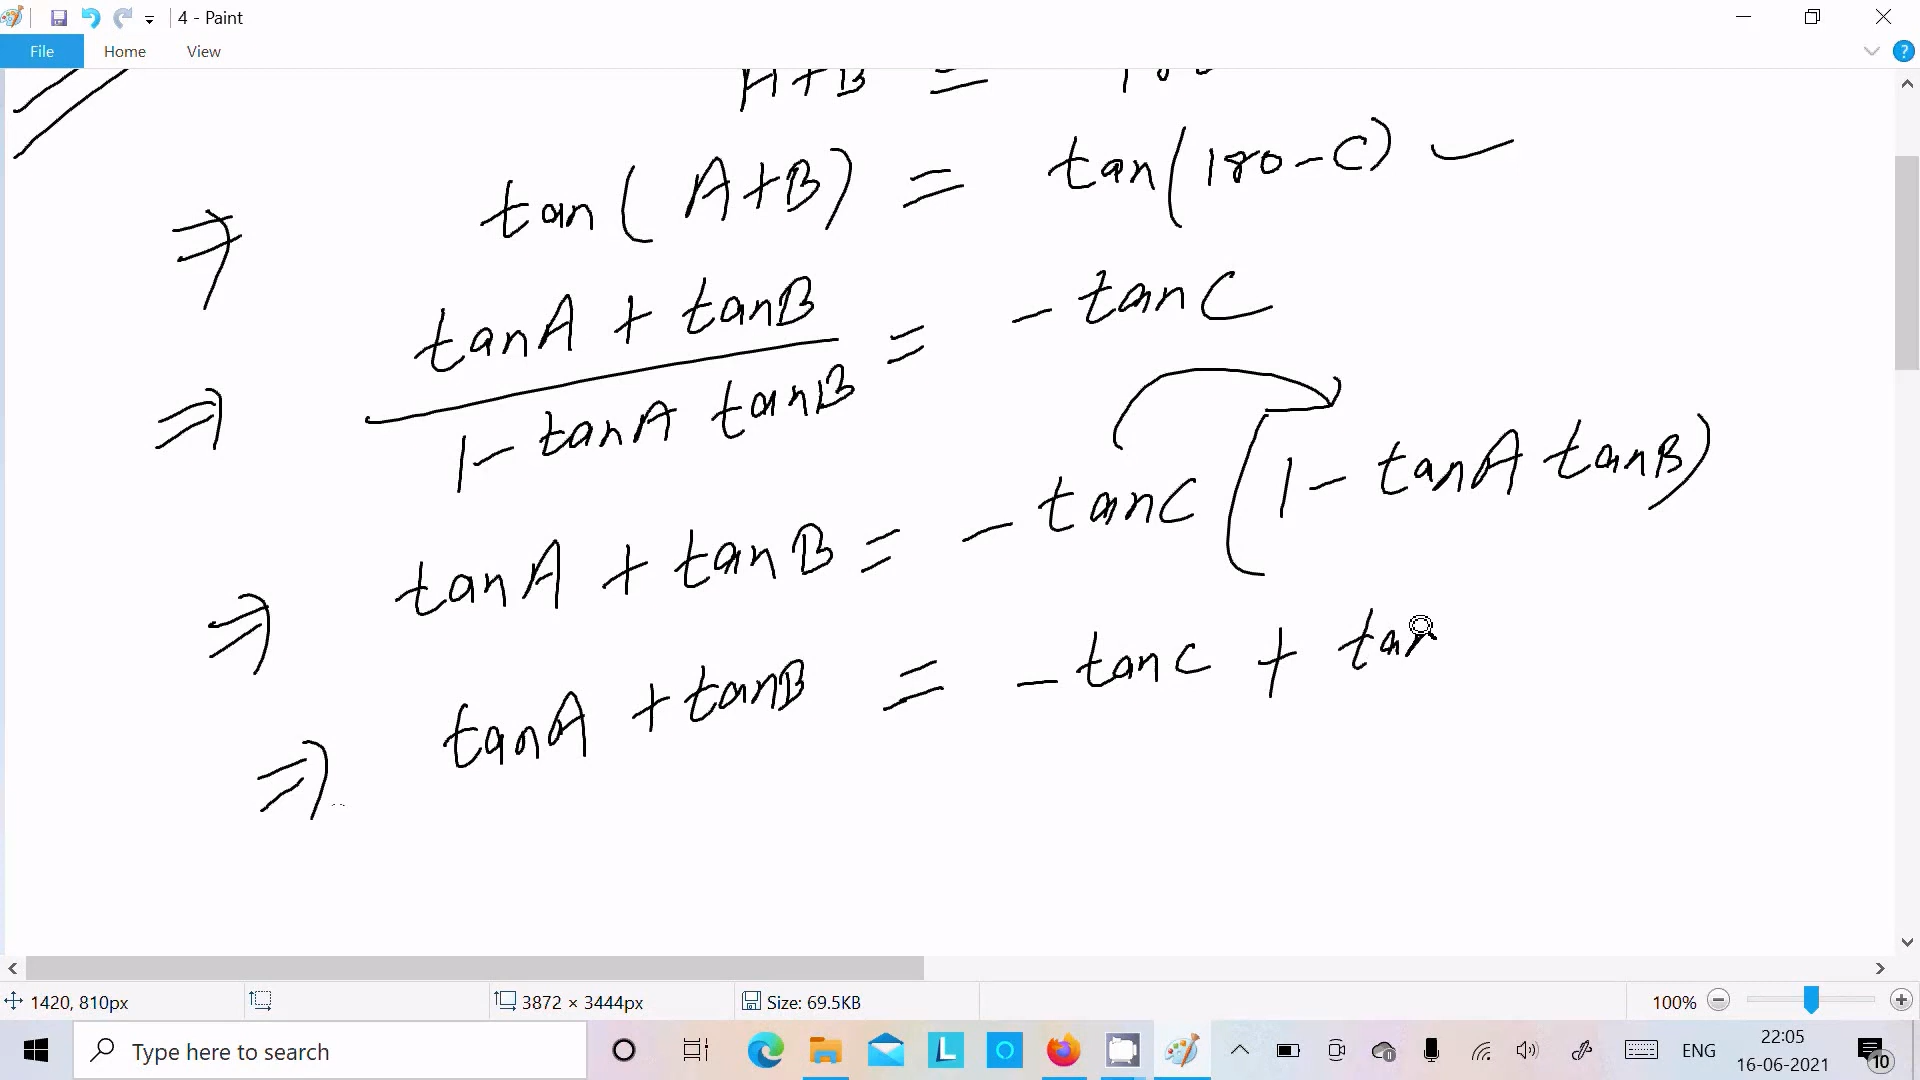 4 - Paint
File Home View
A+B = 180
⇒ tan(A+B) = tan(180-C)
⇒ tanA + tanB / 1 - tanA tanB = - tanC
⇒ tanA + tanB = - tanC (1 - tanA tanB)
⇒ tanA + tanB = - tanC + tan
1420, 810px 3872 × 3444px Size: 69.5KB 100%
Type here to search
ENG 22:05
16-06-2021 10